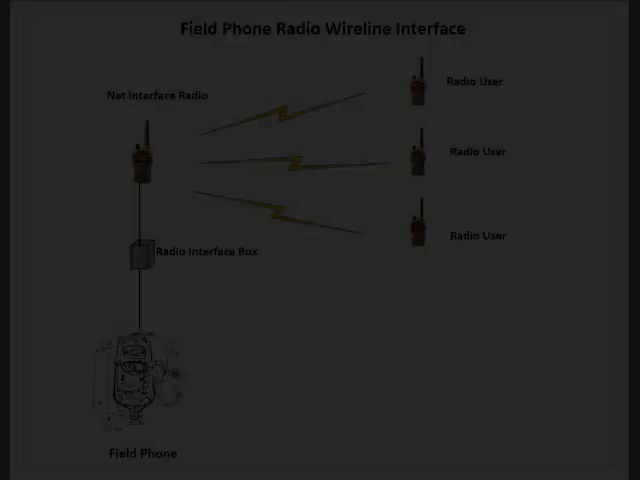 Field Phone Radio Wireline Interface
Radio User
Net Interface Radio
Radio User
Radio User
Radio Interface Box
Field Phone